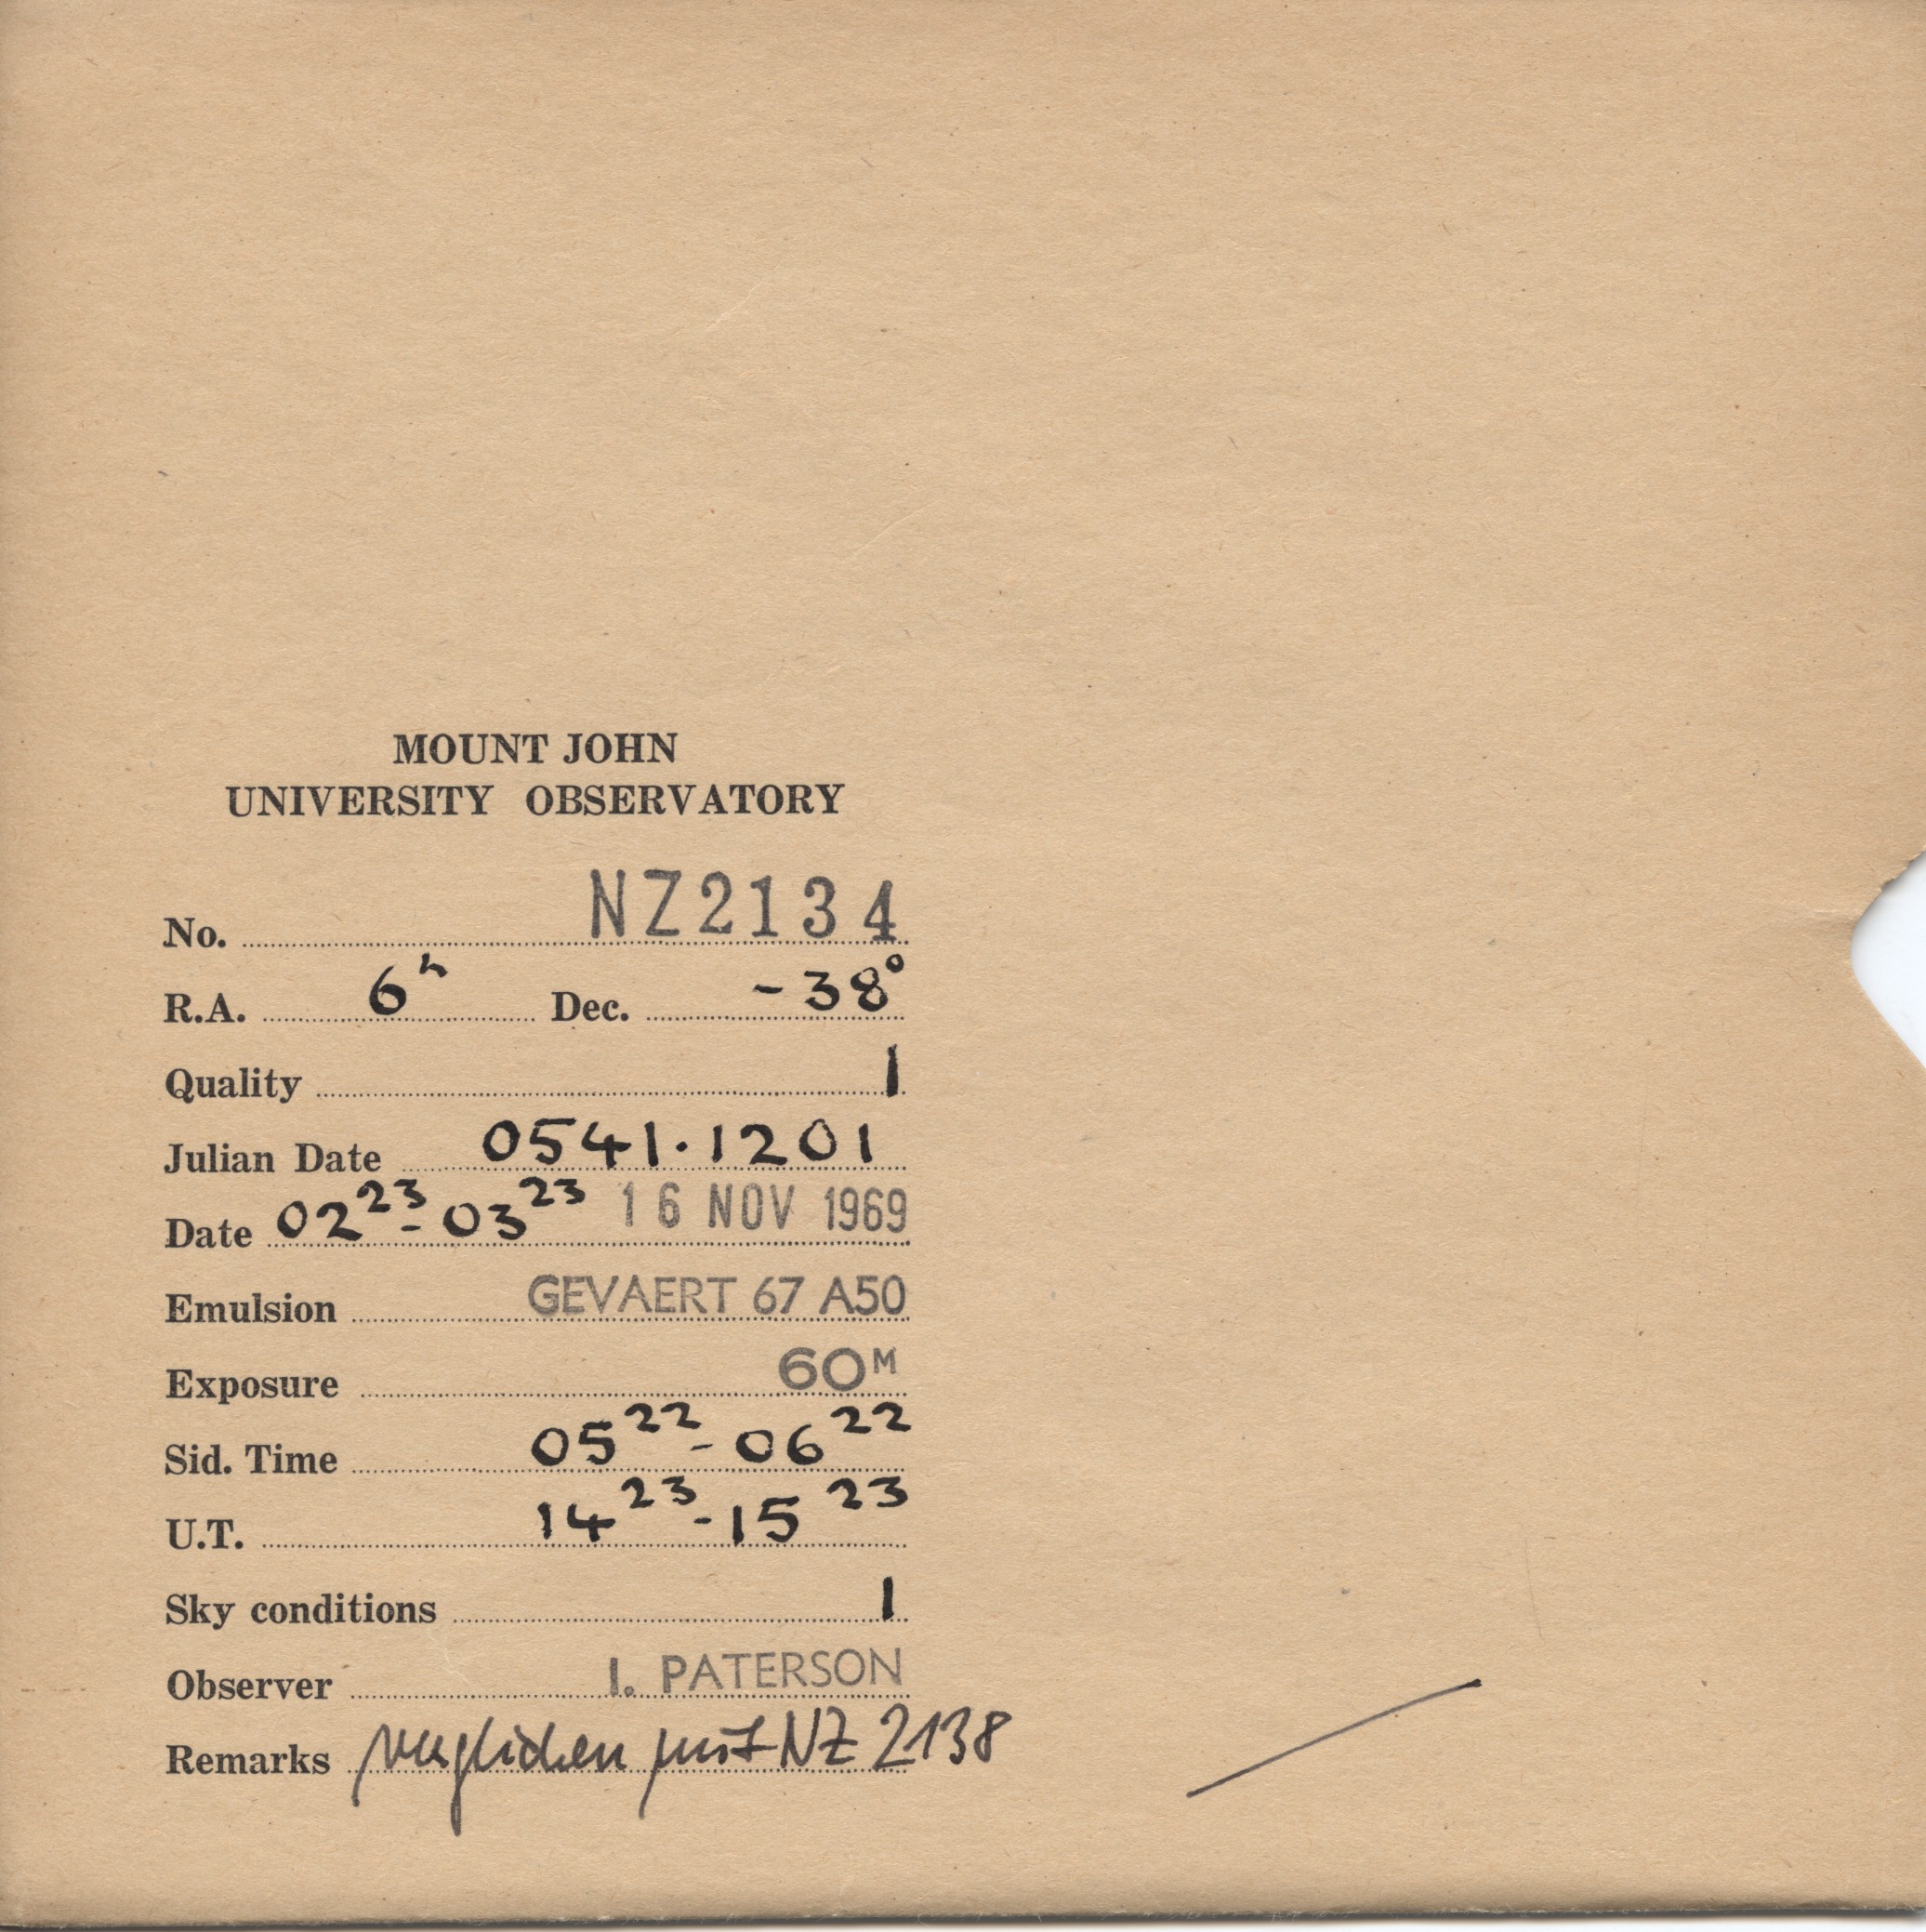 MOUNT JOHN
UNIVERSITY OBSERVATORY
No. NZ2134
R.A. 6ʰ Dec. -38°
Quality 1
Julian Date 0541.1201
Date 02²³-03²³ 16 NOV 1969
Emulsion GEVAERT 67 A50
Exposure 60ᴹ
Sid. Time 05²²-06²²
U.T. 14²³-15²³
Sky conditions 1
Observer I. PATERSON
Remarks verglichen mit NZ 2138